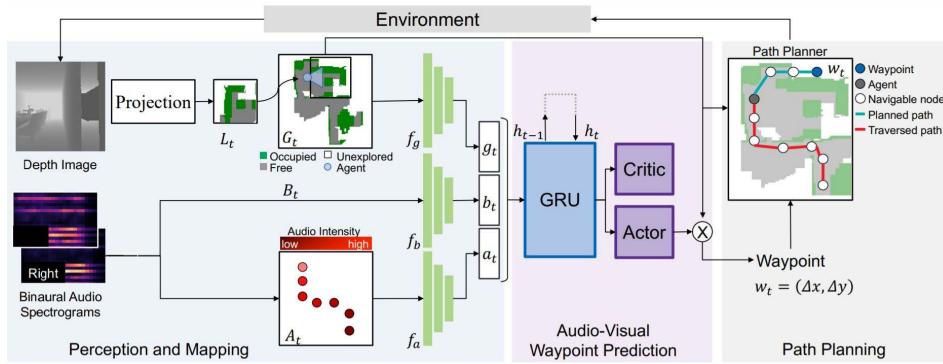 Environment
Depth Image
Projection
L_t
G_t
Occupied
Unexplored
Free
Agent
f_g
g_t
B_t
f_b
b_t
Right
Binaural Audio
Spectrograms
Audio Intensity
low high
A_t
f_a
a_t
Perception and Mapping
h_{t-1}
h_t
GRU
Critic
Actor
X
Audio-Visual
Waypoint Prediction
Path Planner
w_t
Waypoint
Agent
Navigable node
Planned path
Traversed path
Waypoint
w_t = (Δx, Δy)
Path Planning